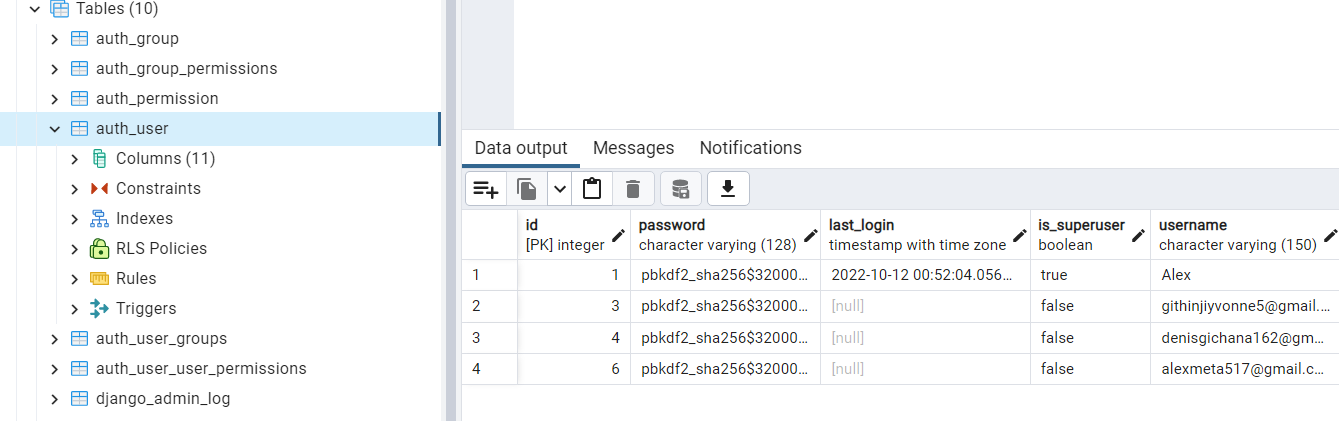 Tables (10)
auth_group
auth_group_permissions
auth_permission
auth_user
Columns (11)
Constraints
Indexes
RLS Policies
Rules
Triggers
auth_user_groups
auth_user_user_permissions
django_admin_log
Data output Messages Notifications
id password last_login is_superuser username
[PK] integer character varying (128) timestamp with time zone boolean character varying (150)
1 1 pbkdf2_sha256$32000... 2022-10-12 00:52:04.056... true Alex
2 3 pbkdf2_sha256$32000... [null] false githinjiyvonne5@gmail....
3 4 pbkdf2_sha256$32000... [null] false denisgichana162@gm...
4 6 pbkdf2_sha256$32000... [null] false alexmeta517@gmail.c...